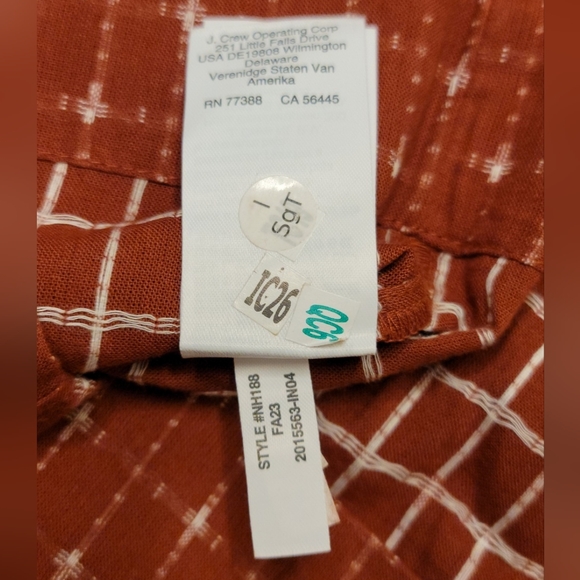 J. Crew Operating Corp
251 Little Falls Drive
USA DE19808 Wilmington
Delaware
Verenidge Staten Van
Amerika
RN 77388 CA 56445
I
SgT
IC26
QC6
STYLE #NH188
FA23
2015563-IN04